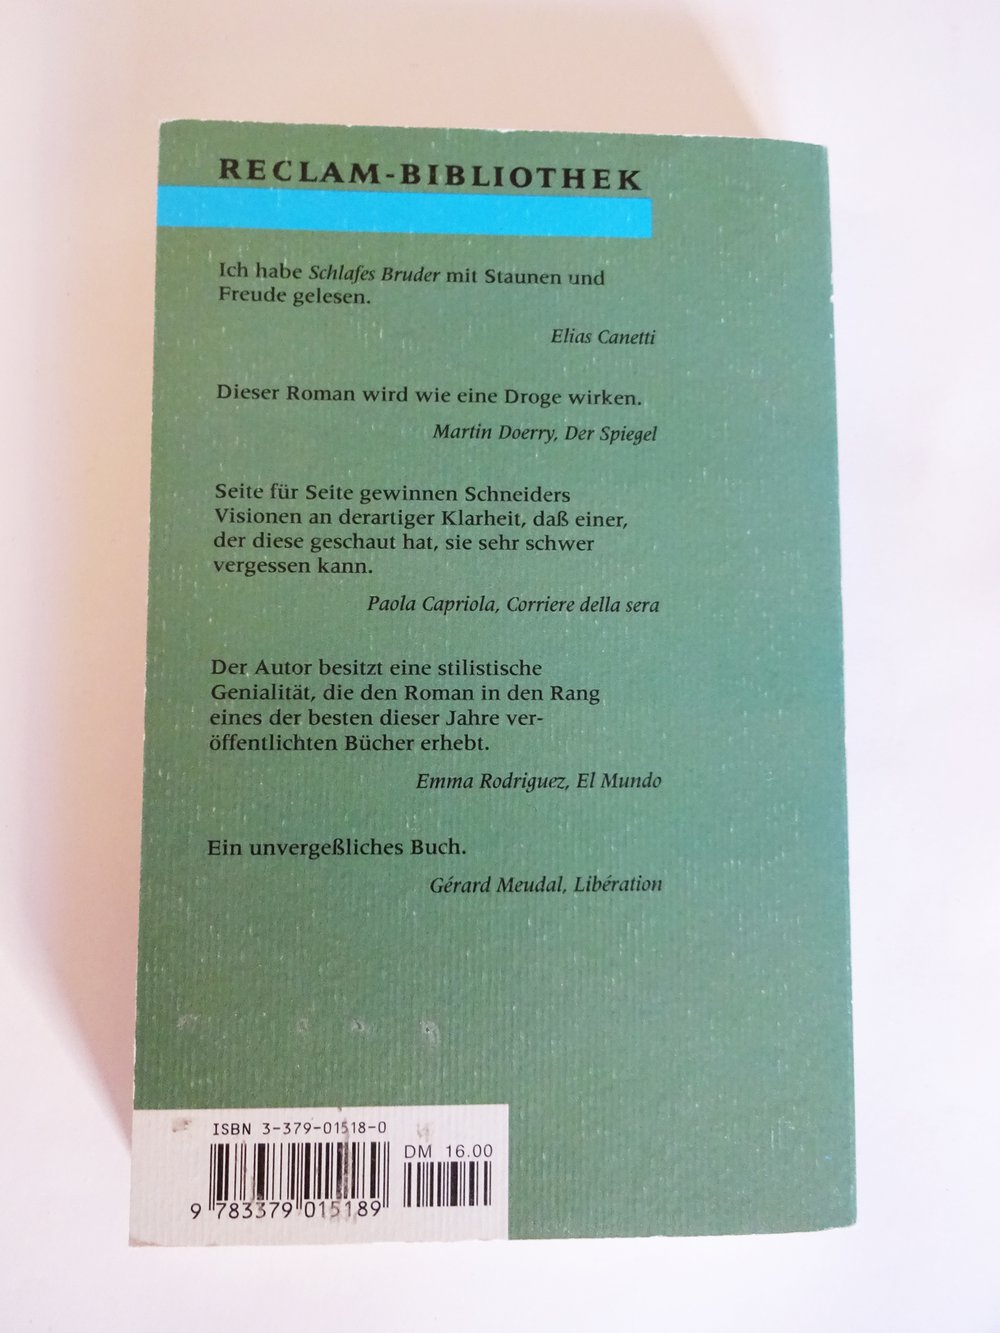 RECLAM-BIBLIOTHEK
Ich habe Schlafes Bruder mit Staunen und
Freude gelesen.
Elias Canetti
Dieser Roman wird wie eine Droge wirken.
Martin Doerry, Der Spiegel
Seite für Seite gewinnen Schneiders
Visionen an derartiger Klarheit, daß einer,
der diese geschaut hat, sie sehr schwer
vergessen kann.
Paola Capriola, Corriere della sera
Der Autor besitzt eine stilistische
Genialität, die den Roman in den Rang
eines der besten dieser Jahre ver-
öffentlichten Bücher erhebt.
Emma Rodriguez, El Mundo
Ein unvergeßliches Buch.
Gérard Meudal, Libération
ISBN 3-379-01518-0
DM 16.00
9 783379 015189